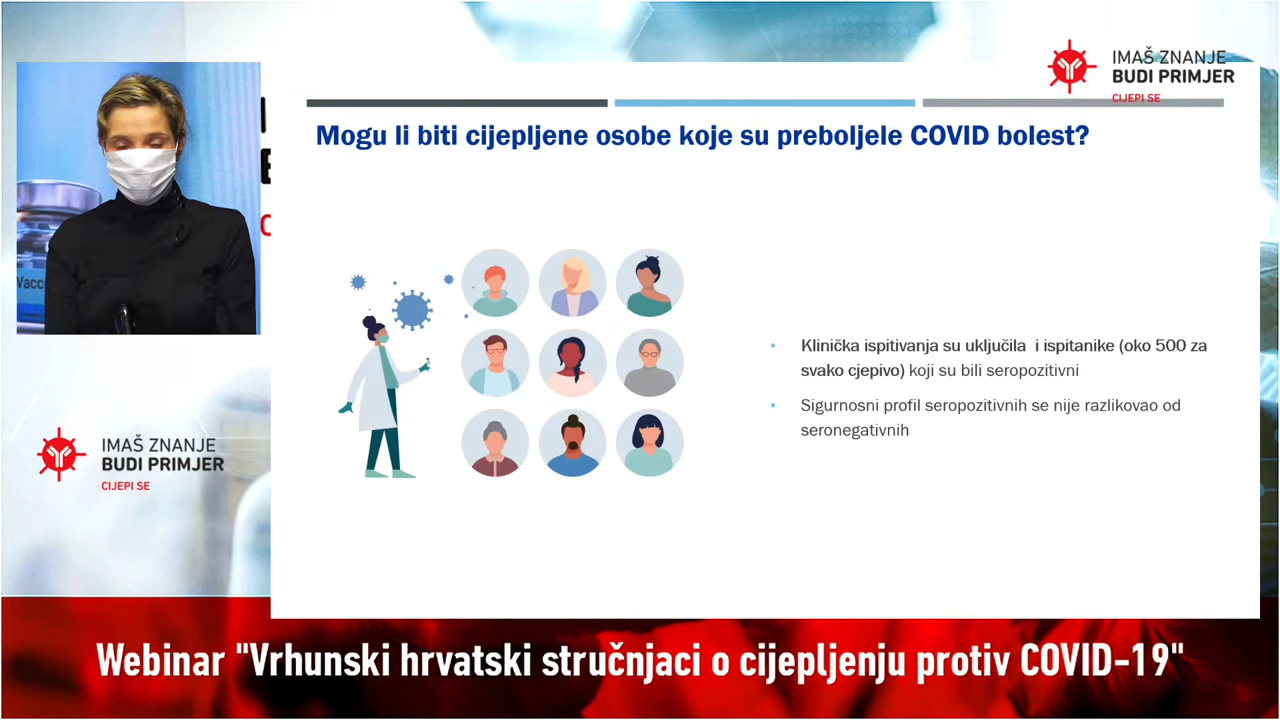 IMAŠ ZNANJE
BUDI PRIMJER
CIJEPI SE
Mogu li biti cijepljene osobe koje su preboljele COVID bolest?
Klinička ispitivanja su uključila i ispitanike (oko 500 za
svako cjepivo) koji su bili seropozitivni
Sigurnosni profil seropozitivnih se nije razlikovao od
seronegativnih
Vacc
IMAŠ ZNANJE
BUDI PRIMJER
CIJEPI SE
Webinar "Vrhunski hrvatski stručnjaci o cijepljenju protiv COVID-19"